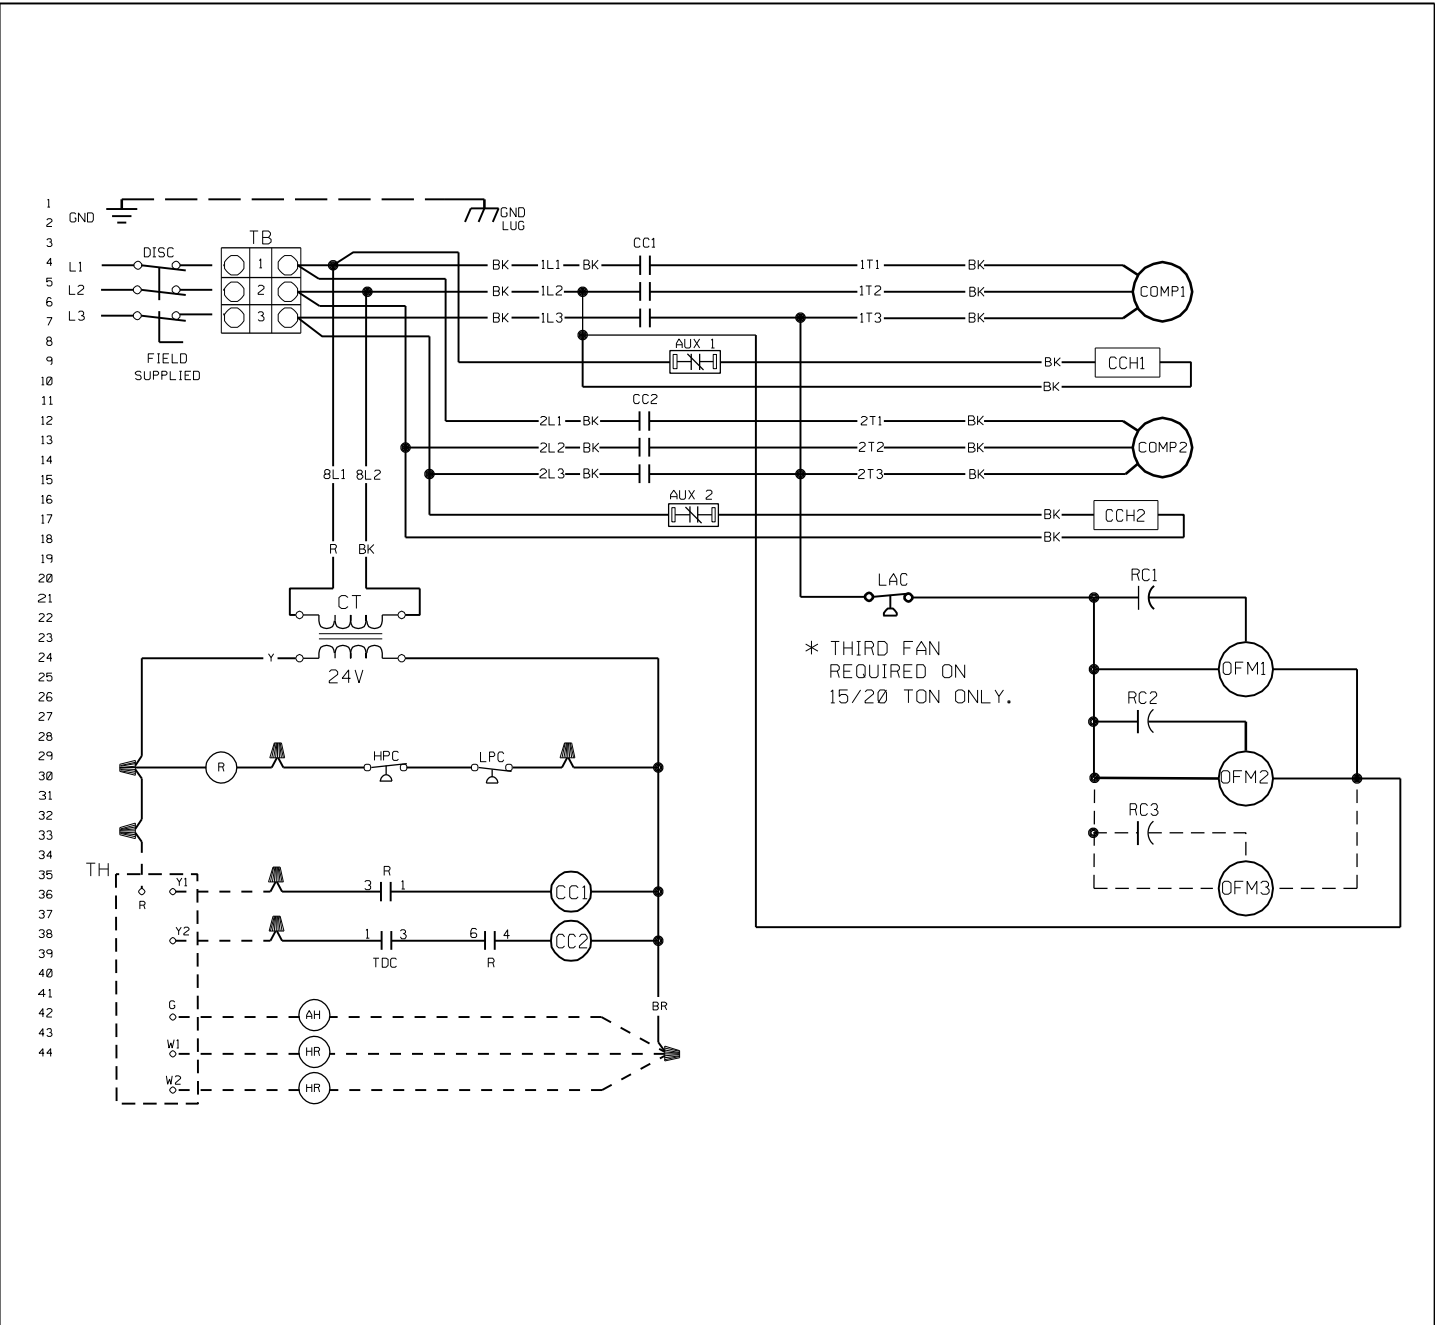 1
2
GND
GND
LUG
3
TB
CC1
DISC
4
L1
1
BK
1L1
BK
1T1
BK
5
L2
2
BK
1L2
1T2
BK
COMP1
6
7
L3
3
BK
1L3
1T3
BK
8
AUX 1
9
FIELD
SUPPLIED
BK
CCH1
10
BK
11
CC2
12
2L1
BK
2T1
BK
13
2L2
BK
2T2
BK
COMP2
14
15
8L1
8L2
2L3
BK
2T3
BK
16
AUX 2
17
BK
CCH2
18
BK
19
R
BK
20
LAC
RC1
21
CT
22
23
* THIRD FAN
REQUIRED ON
15/20 TON ONLY.
24
Y
25
24V
OFM1
26
27
RC2
28
29
HPC
LPC
30
R
OFM2
31
32
RC3
33
34
TH
35
Y1
R
36
R
3
1
CC1
OFM3
37
38
Y2
1
3
6
4
CC2
39
TDC
R
40
41
42
G
AH
BR
43
44
W1
HR
W2
HR